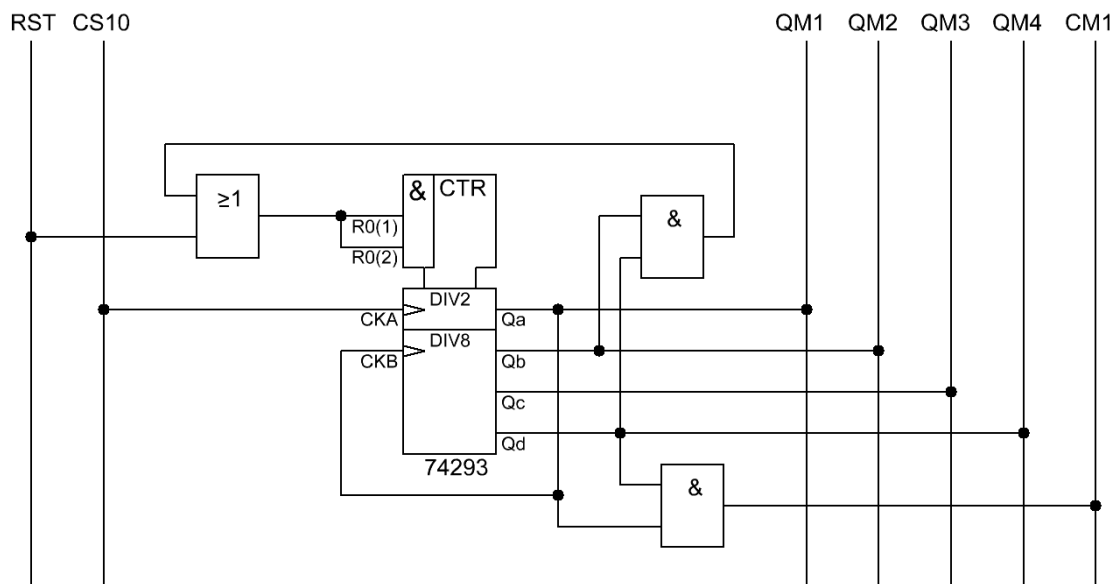 RST CS10 QM1 QM2 QM3 QM4 CM1
≥1
& CTR
&
R0(1)
R0(2)
DIV2
CKA
Qa
DIV8
CKB
Qb
Qc
Qd
74293
&